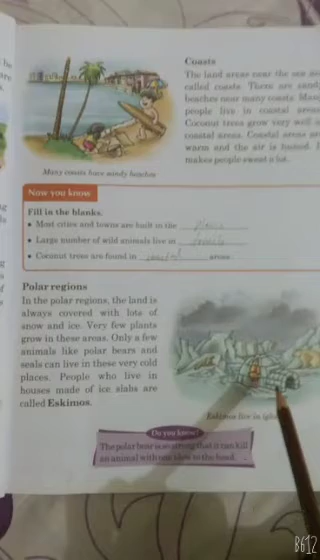 Coasts
The land areas near the sea are
called coasts. There are sandy
beaches near many coasts. Many
people live in coastal areas.
Coconut trees grow very well in
coastal areas. Coastal areas are
warm and the air is humid. It
makes people sweat a lot.
Many coasts have sandy beaches
Now you know
Fill in the blanks.
• Most cities and towns are built in the plains
• Large number of wild animals live in forests
• Coconut trees are found in coastal areas
Polar regions
In the polar regions, the land is
always covered with lots of
snow and ice. Very few plants
grow in these areas. Only a few
animals like polar bears and
seals can live in these very cold
places. People who live in
houses made of ice slabs are
called Eskimos.
Eskimos live in
Do you know?
The polar bear is so strong that it can kill
an animal with one blow to the head.
B612